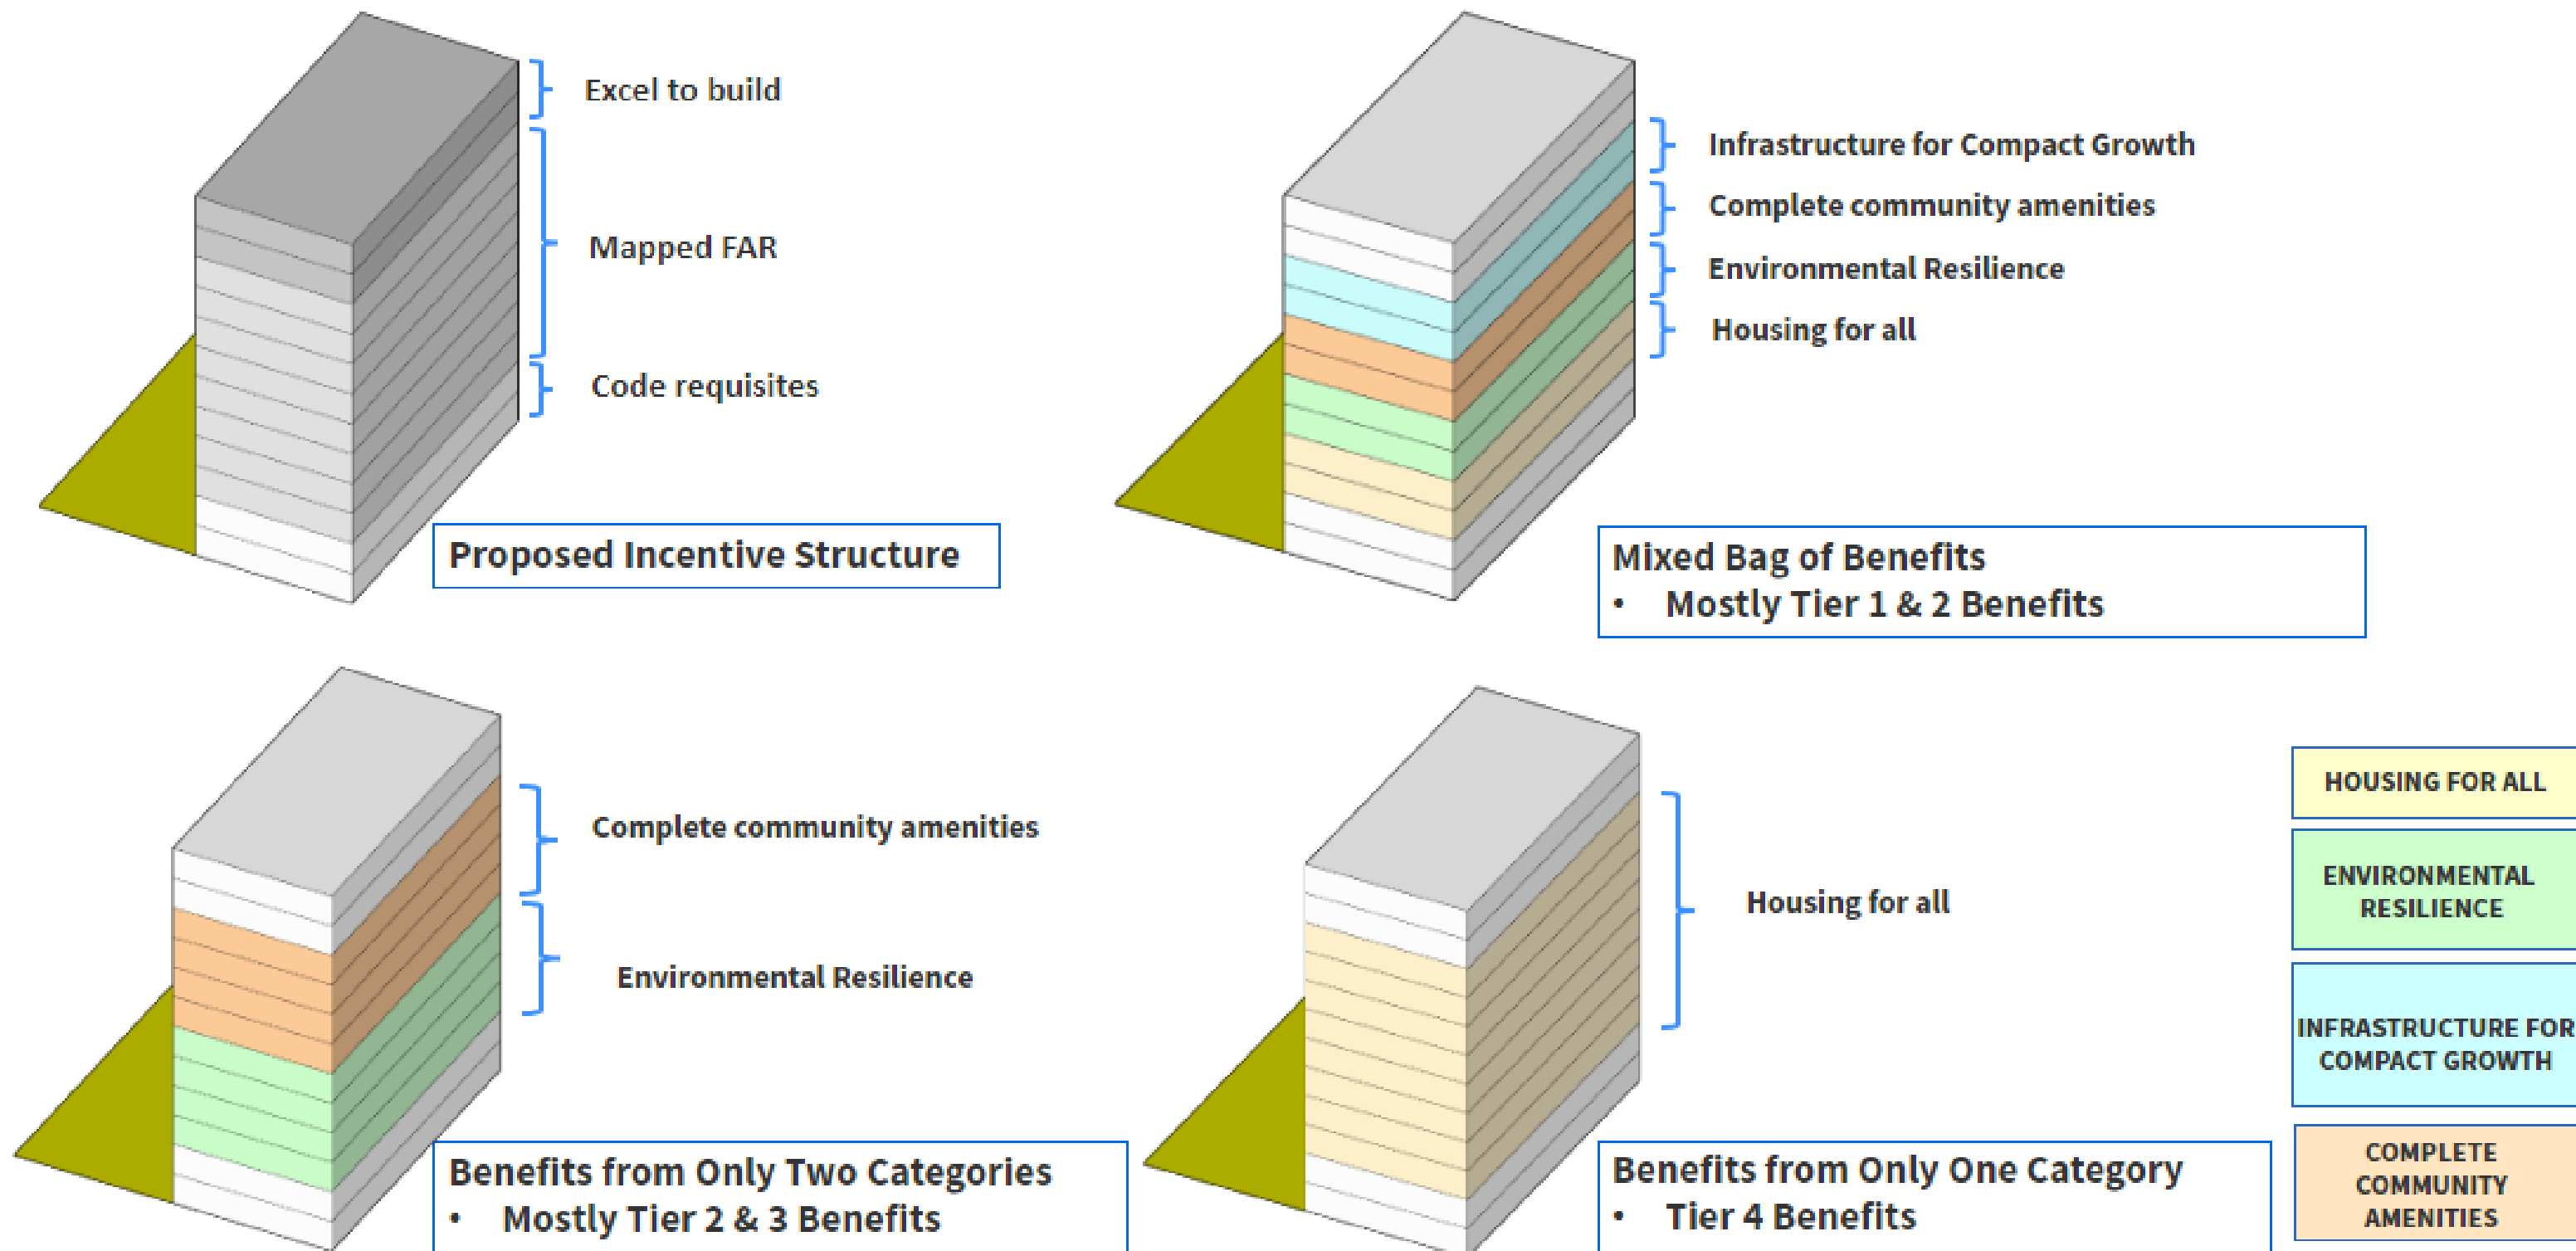 Excel to build
Mapped FAR
Code requisites
Proposed Incentive Structure
Infrastructure for Compact Growth
Complete community amenities
Environmental Resilience
Housing for all
Mixed Bag of Benefits
• Mostly Tier 1 & 2 Benefits
Complete community amenities
Environmental Resilience
Benefits from Only Two Categories
• Mostly Tier 2 & 3 Benefits
Housing for all
Benefits from Only One Category
• Tier 4 Benefits
HOUSING FOR ALL
ENVIRONMENTAL
RESILIENCE
INFRASTRUCTURE FOR
COMPACT GROWTH
COMPLETE
COMMUNITY
AMENITIES